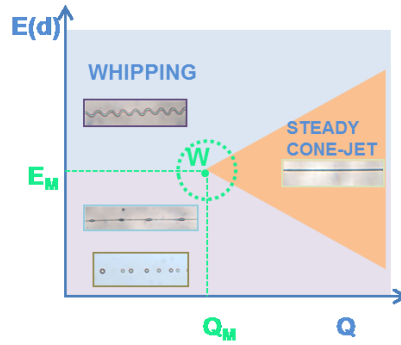 E(d)
WHIPPING
STEADY
CONE-JET
W
E_M
Q_M
Q